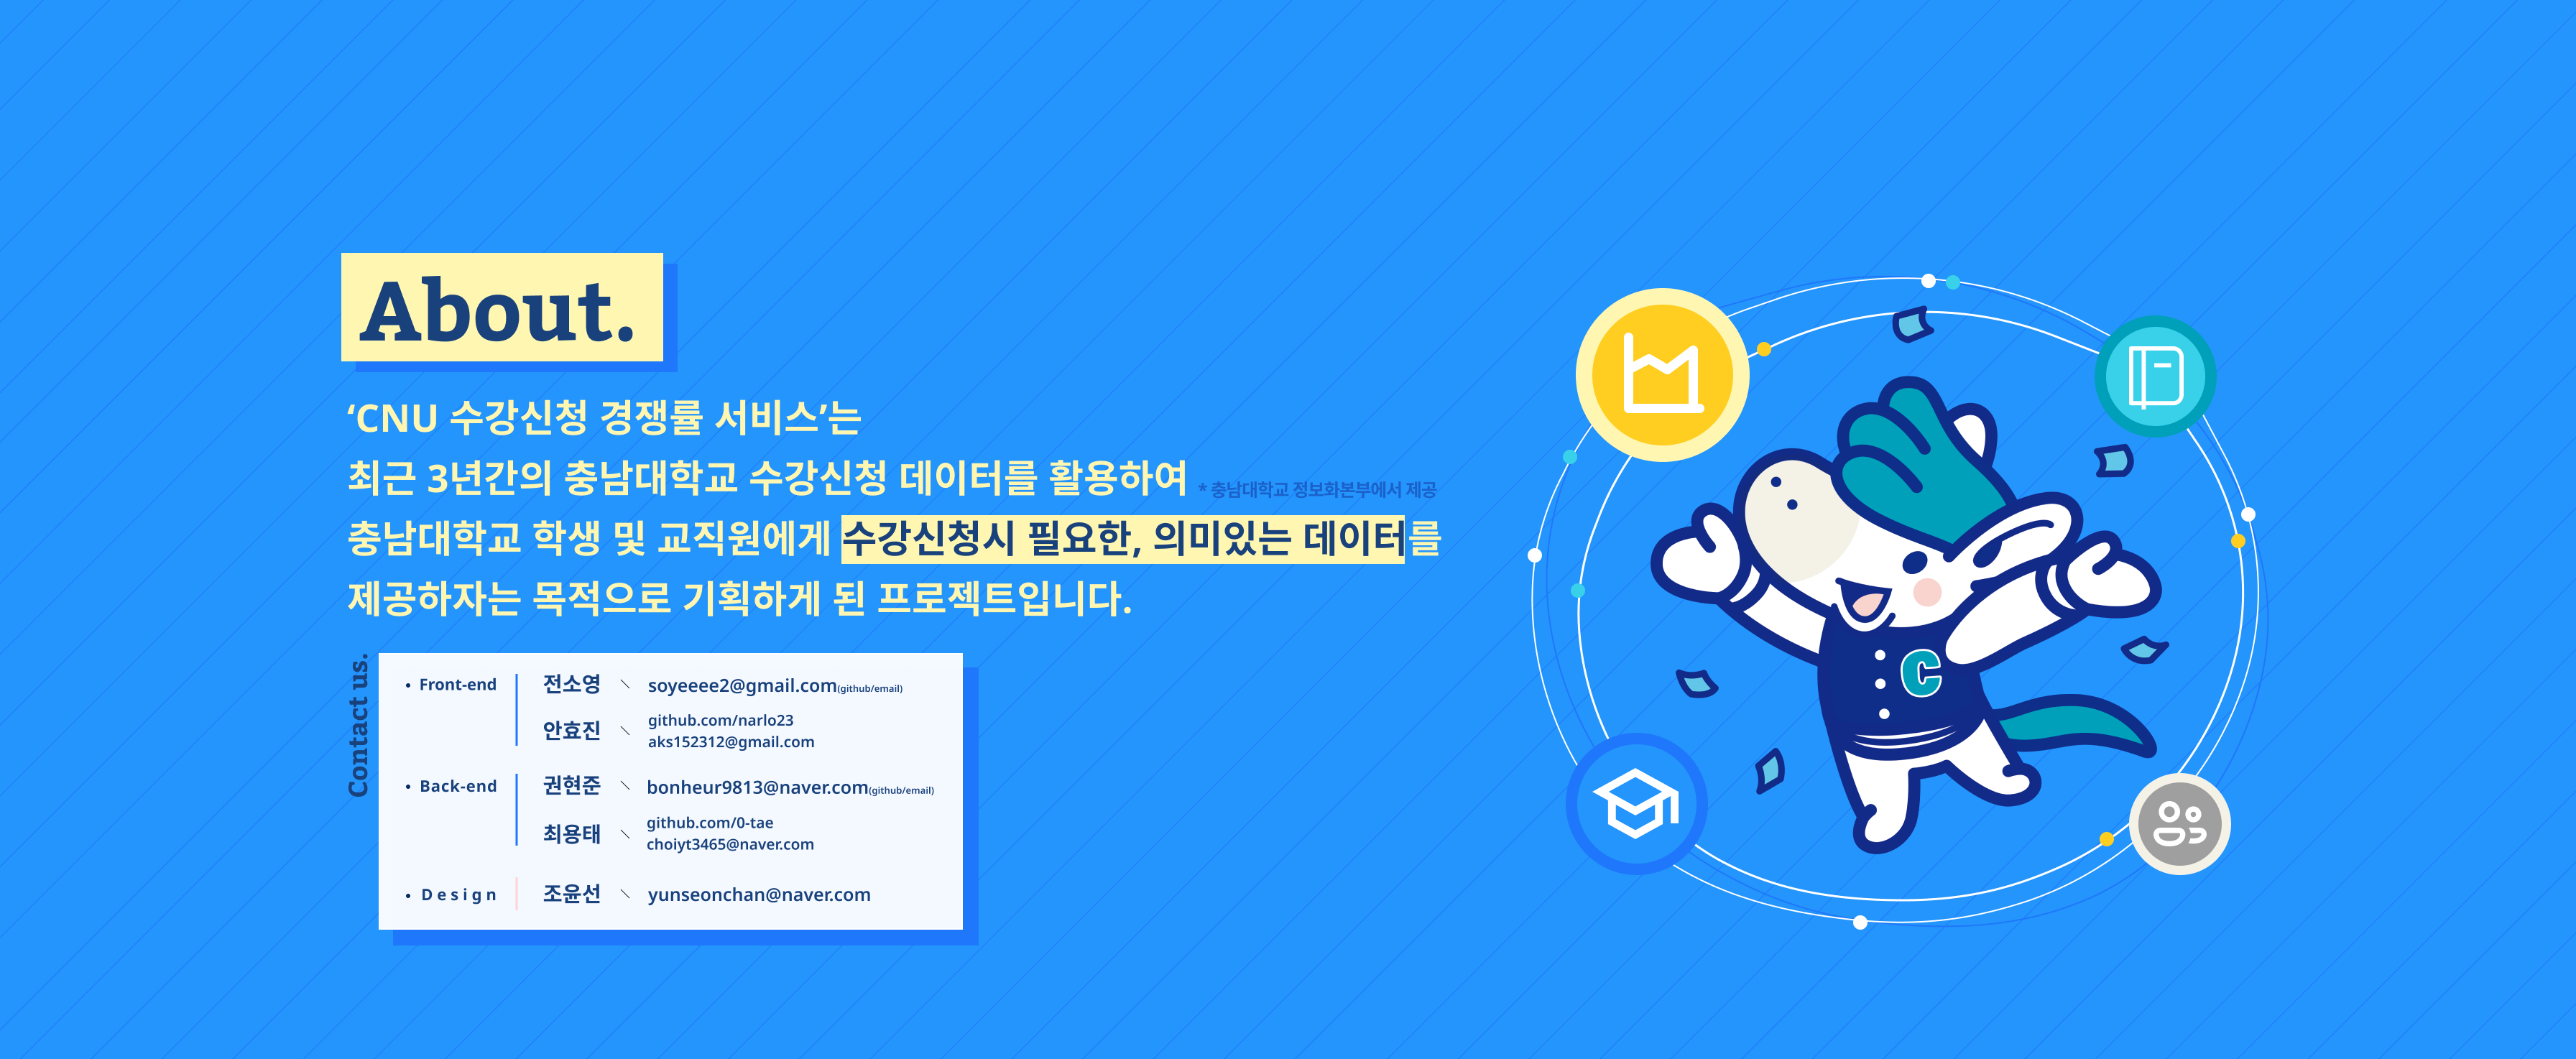 About.
‘CNU 수강신청 경쟁률 서비스’는
최근 3년간의 충남대학교 수강신청 데이터를 활용하여 * 충남대학교 정보화본부에서 제공
충남대학교 학생 및 교직원에게 수강신청시 필요한, 의미있는 데이터를
제공하자는 목적으로 기획하게 된 프로젝트입니다.
Contact us.
• Front-end 전소영 \ soyeeee2@gmail.com(github/email)
안효진 \ github.com/narlo23
aks152312@gmail.com
• Back-end 권현준 \ bonheur9813@naver.com(github/email)
최용태 \ github.com/0-tae
choiyt3465@naver.com
• Design 조윤선 \ yunseonchan@naver.com
C